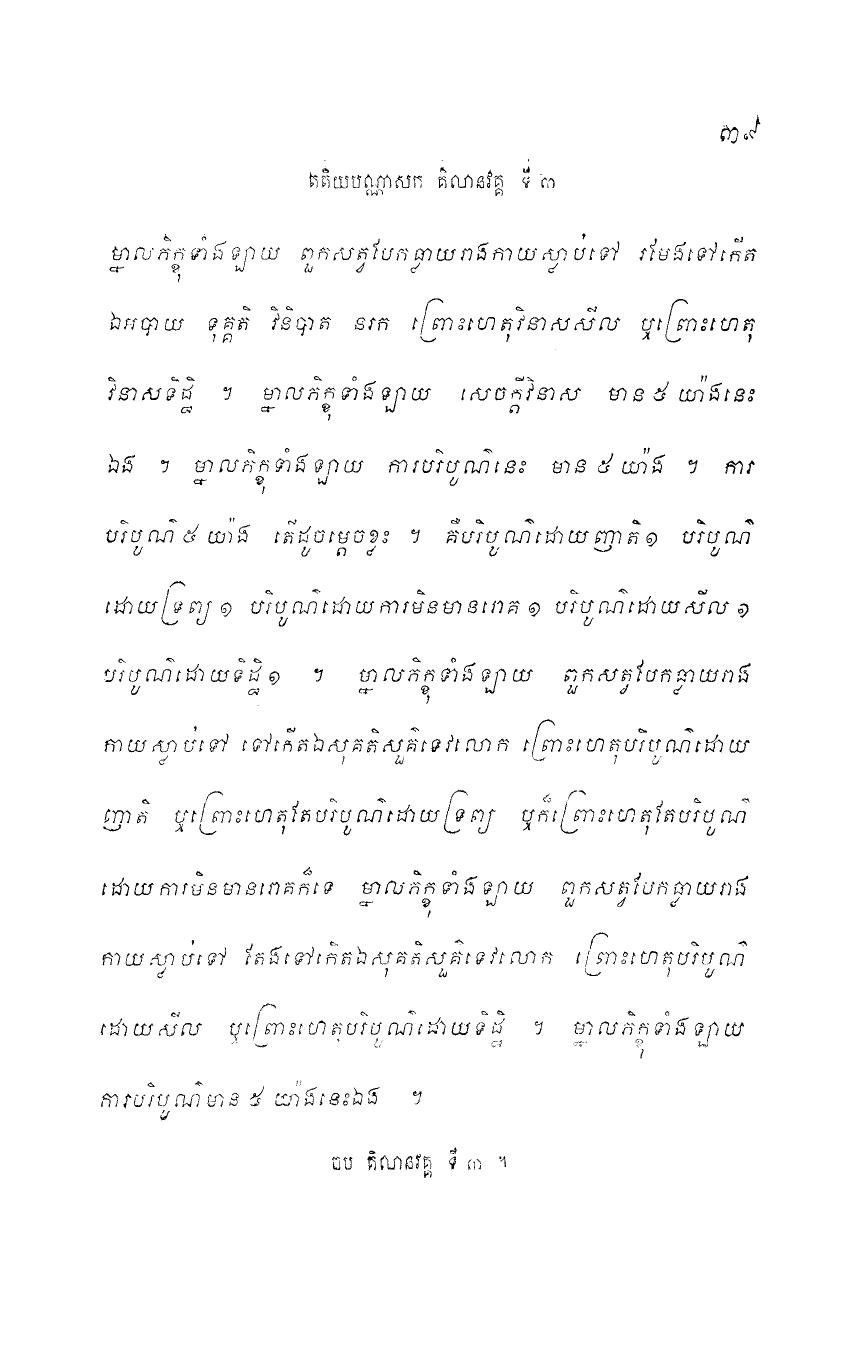 ៣៩
តតិយបណ្ណាសក គិលានវគ្គ ទី ៣
ម្នាលភិក្ខុទាំងឡាយ ពួកសត្វបែកធ្លាយរាងកាយស្លាប់ទៅ រមែងទៅកើត
ឯអបាយ ទុគ្គតិ វិនិបាត នរក ព្រោះហេតុវិនាសសីល ឬព្រោះហេតុ
វិនាសទិដ្ឋិ ។ ម្នាលភិក្ខុទាំងឡាយ សេចក្តីវិនាស មាន ៥ យ៉ាងនេះ
ឯង ។ ម្នាលភិក្ខុទាំងឡាយ ការបរិបូណ៌នេះ មាន ៥ យ៉ាង ។ ការ
បរិបូណ៌ ៥ យ៉ាង តើដូចម្តេចខ្លះ ។ គឺបរិបូណ៌ដោយញាតិ ១ បរិបូណ៌
ដោយទ្រព្យ ១ បរិបូណ៌ដោយការមិនមានរោគ ១ បរិបូណ៌ដោយសីល ១
បរិបូណ៌ដោយទិដ្ឋិ ១ ។ ម្នាលភិក្ខុទាំងឡាយ ពួកសត្វបែកធ្លាយរាង
កាយស្លាប់ទៅ ទៅកើតឯសុគតិសួគ៌ទេវលោក ព្រោះហេតុបរិបូណ៌ដោយ
ញាតិ ឬព្រោះហេតុតែបរិបូណ៌ដោយទ្រព្យ ឬក៏ព្រោះហេតុតែបរិបូណ៌
ដោយការមិនមានរោគក៏ទេ ម្នាលភិក្ខុទាំងឡាយ ពួកសត្វបែកធ្លាយរាង
កាយស្លាប់ទៅ តែងទៅកើតឯសុគតិសួគ៌ទេវលោក ព្រោះហេតុបរិបូណ៌
ដោយសីល ឬព្រោះហេតុបរិបូណ៌ដោយទិដ្ឋិ ។ ម្នាលភិក្ខុទាំងឡាយ
ការបរិបូណ៌មាន ៥ យ៉ាងនេះឯង ។
ចប គិលានវគ្គ ទី ៣ ។